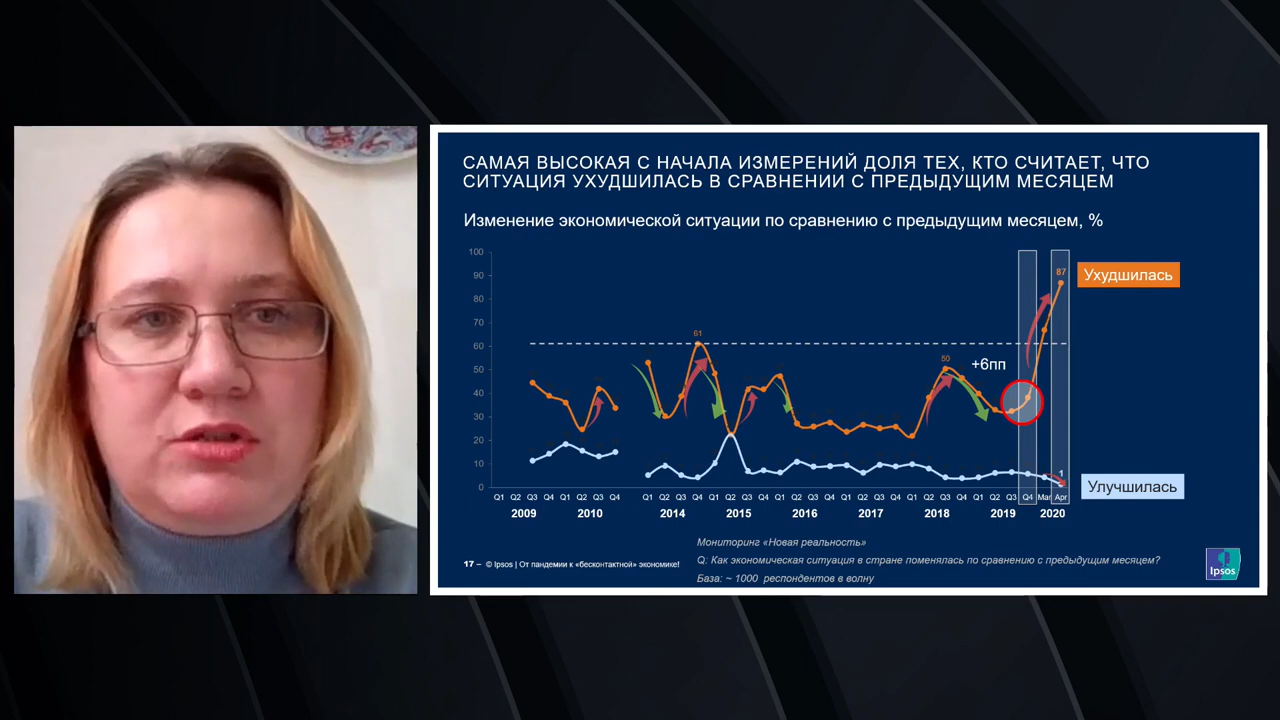 САМАЯ ВЫСОКАЯ С НАЧАЛА ИЗМЕРЕНИЙ ДОЛЯ ТЕХ, КТО СЧИТАЕТ, ЧТО
СИТУАЦИЯ УХУДШИЛАСЬ В СРАВНЕНИИ С ПРЕДЫДУЩИМ МЕСЯЦЕМ
Изменение экономической ситуации по сравнению с предыдущим месяцем, %
100
90
80
70
60
50
40
30
20
10
0
61
50
+6пп
87
1
Ухудшилась
Улучшилась
Q1 Q2 Q3 Q4 Q1 Q2 Q3 Q4 Q1 Q2 Q3 Q4 Q1 Q2 Q3 Q4 Q1 Q2 Q3 Q4 Q1 Q2 Q3 Q4 Q1 Q2 Q3 Q4 Q1 Q2 Q3 Q4 Mar Apr
2009 2010 2014 2015 2016 2017 2018 2019 2020
Мониторинг «Новая реальность»
Q: Как экономическая ситуация в стране поменялась по сравнению с предыдущим месяцем?
База: ~ 1000 респондентов в волну
17 – © Ipsos | От пандемии к «бесконтактной» экономике!
Ipsos